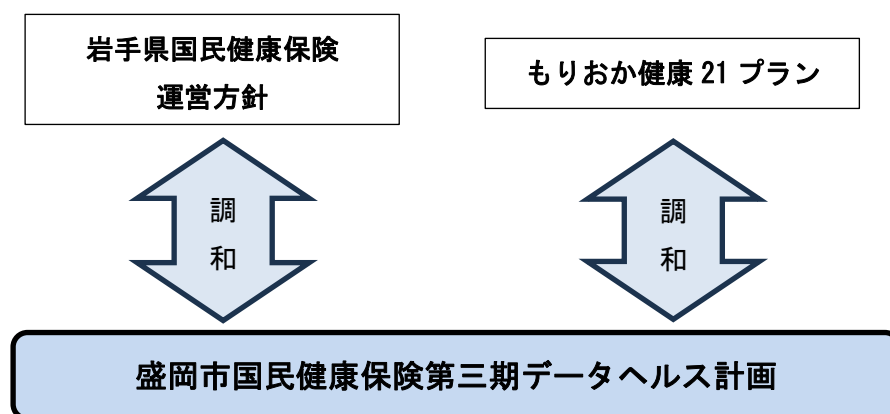 岩手県国民健康保険
運営方針
もりおか健康 21 プラン
調
和
調
和
盛岡市国民健康保険第三期データヘルス計画